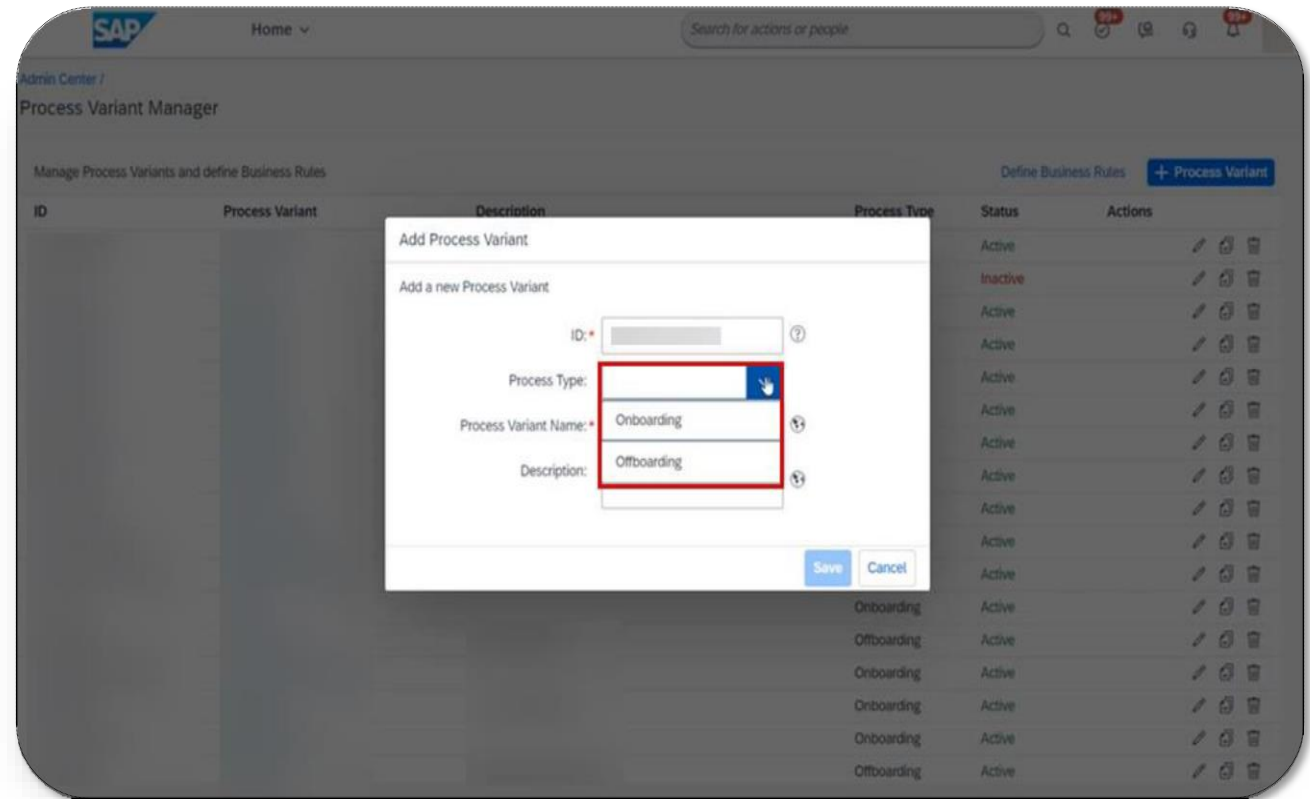 SAP Home Search for actions or people 99+ 99+
Admin Center /
Process Variant Manager
Manage Process Variants and define Business Rules Define Business Rules + Process Variant
ID Process Variant Description Process Type Status Actions
Add Process Variant
Active
Add a new Process Variant
Inactive
Active
ID:*
Active
Process Type:
Active
Onboarding
Active
Process Variant Name:*
Active
Offboarding
Description:
Active
Active
Active
Save Cancel
Active
Onboarding Active
Offboarding Active
Onboarding Active
Onboarding Active
Onboarding Active
Offboarding Active